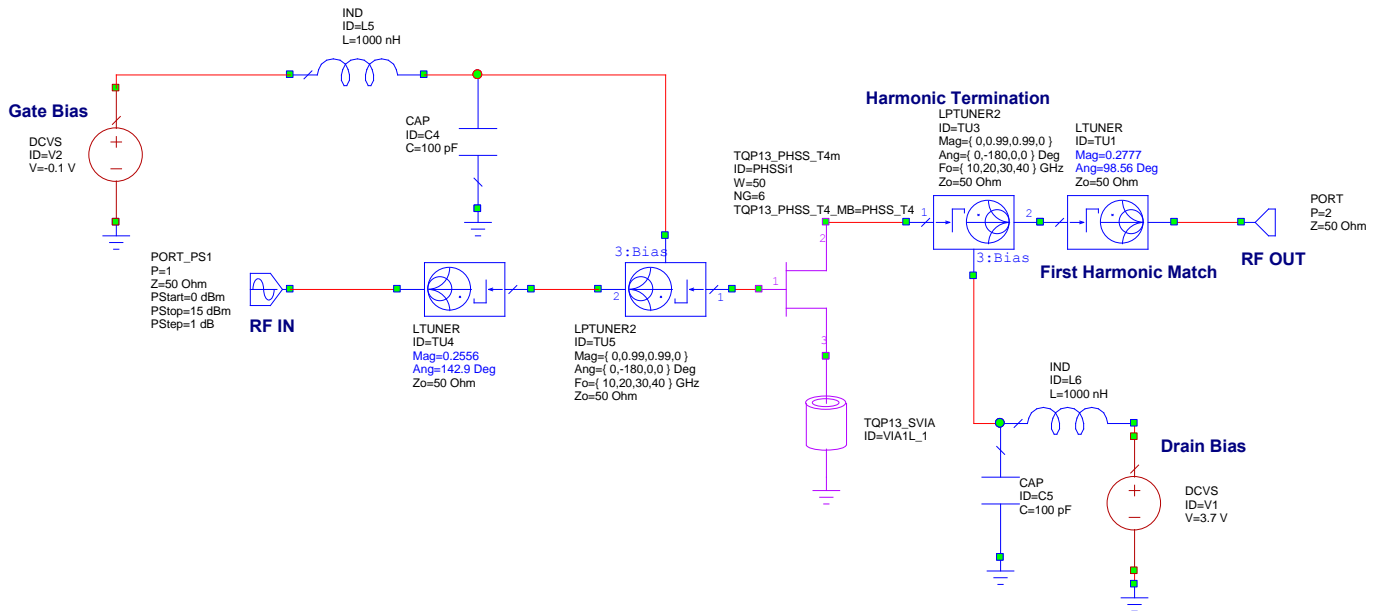 IND
ID=L5
L=1000 nH
Gate Bias
DCVS
ID=V2
V=-0.1 V
CAP
ID=C4
C=100 pF
PORT_PS1
P=1
Z=50 Ohm
PStart=0 dBm
PStop=15 dBm
PStep=1 dB
RF IN
LTUNER
ID=TU4
Mag=0.2556
Ang=142.9 Deg
Zo=50 Ohm
3:Bias
2
1
LPTUNER2
ID=TU5
Mag={ 0,0.99,0.99,0 }
Ang={ 0,-180,0,0 } Deg
Fo={ 10,20,30,40 } GHz
Zo=50 Ohm
TQP13_PHSS_T4m
ID=PHSSi1
W=50
NG=6
TQP13_PHSS_T4_MB=PHSS_T4
2
1
3
TQP13_SVIA
ID=VIA1L_1
Harmonic Termination
LPTUNER2
ID=TU3
Mag={ 0,0.99,0.99,0 }
Ang={ 0,-180,0,0 } Deg
Fo={ 10,20,30,40 } GHz
Zo=50 Ohm
1
2
3:Bias
LTUNER
ID=TU1
Mag=0.2777
Ang=98.56 Deg
Zo=50 Ohm
First Harmonic Match
PORT
P=2
Z=50 Ohm
RF OUT
IND
ID=L6
L=1000 nH
Drain Bias
CAP
ID=C5
C=100 pF
DCVS
ID=V1
V=3.7 V